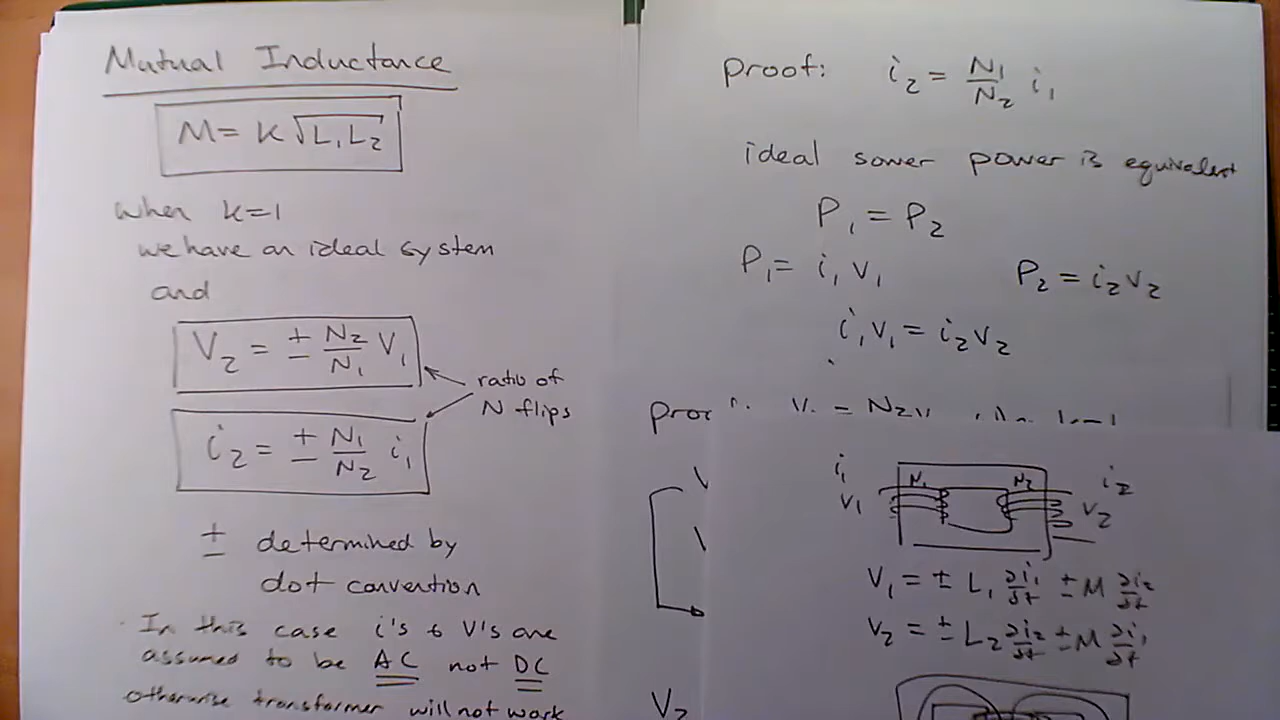 Mutual Inductance
M = K √L₁L₂
when k=1
we have an ideal system
and
V₂ = ± N₂/N₁ V₁
ratio of
N flips
i₂ = ± N₁/N₂ i₁
± determined by
dot convention
In this case i's & V's are
assumed to be AC not DC
otherwise transformer will not work
proof: i₂ = N₁/N₂ i₁
ideal power is equivalent
P₁ = P₂
P₁ = i₁ V₁ P₂ = i₂ V₂
i₁ V₁ = i₂ V₂
i₁ N₁ N₂ i₂
V₁ V₂
V₁ = ± L₁ ∂i₁/∂t ± M ∂i₂/∂t
V₂ = ± L₂ ∂i₂/∂t ± M ∂i₁/∂t
V₂